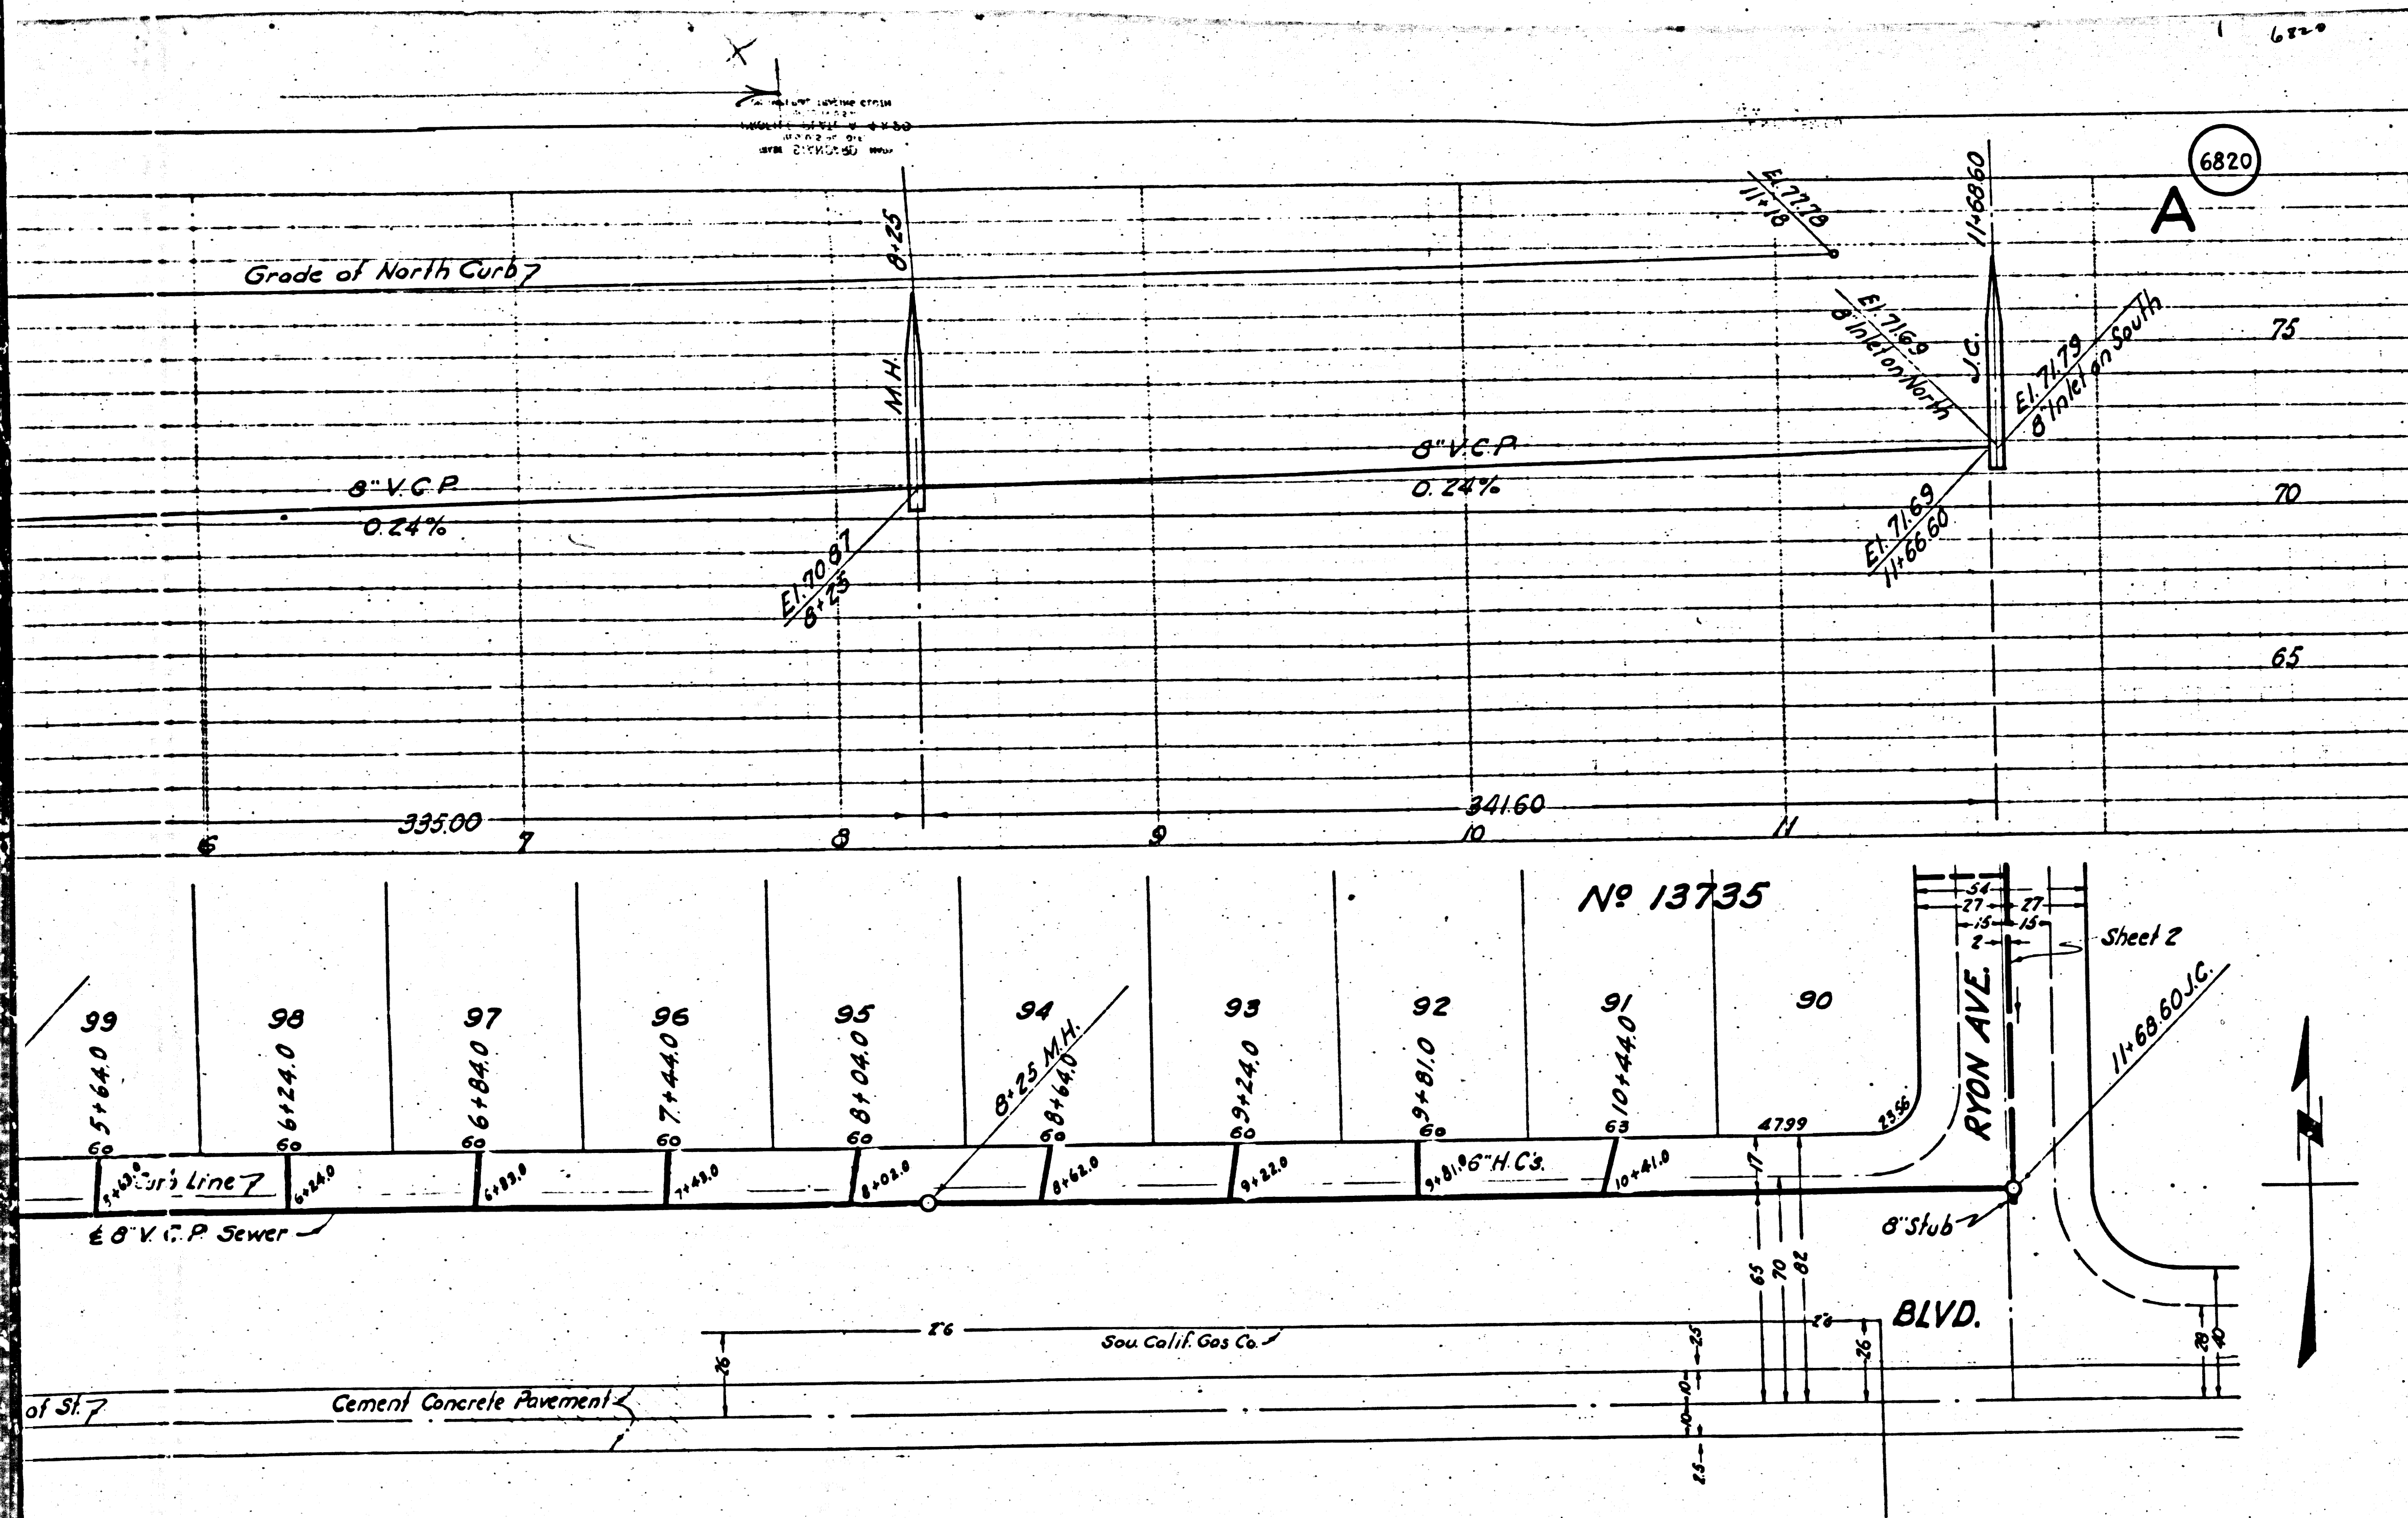 1 6820
6820
A
8+25
M.H.
Grade of North Curb
El. 77.78
11+18
11+68.60
J.C.
El. 71.69
8" Inlet on North
El. 71.79
8" Inlet on South
75
70
65
8" V.C.P.
0.24%
8" V.C.P.
0.24%
El. 70.87
8+25
El. 71.69
11+66.60
335.00
341.60
6 7 8 9 10 11
Nº 13735
54
27 27
15 15
2
Sheet 2
RYON AVE.
11+68.60 J.C.
99 98 97 96 95 94 93 92 91 90
5+64.0 6+24.0 6+84.0 7+44.0 8+04.0 8+64.0 9+24.0 9+81.0 10+44.0
8+25 M.H.
60 60 60 60 60 60 60 60 63 47.99 23.56
Curb Line
5+63.0 6+24.0 6+83.0 7+43.0 8+02.0 8+62.0 9+22.0 9+81.0 6" H.C's. 10+41.0
17
℄ 8" V.C.P. Sewer
8" Stub
65 70 82
BLVD.
26
26
Sou. Calif. Gas Co.
26
26
25
10
10
25
28 40
of St.
Cement Concrete Pavement